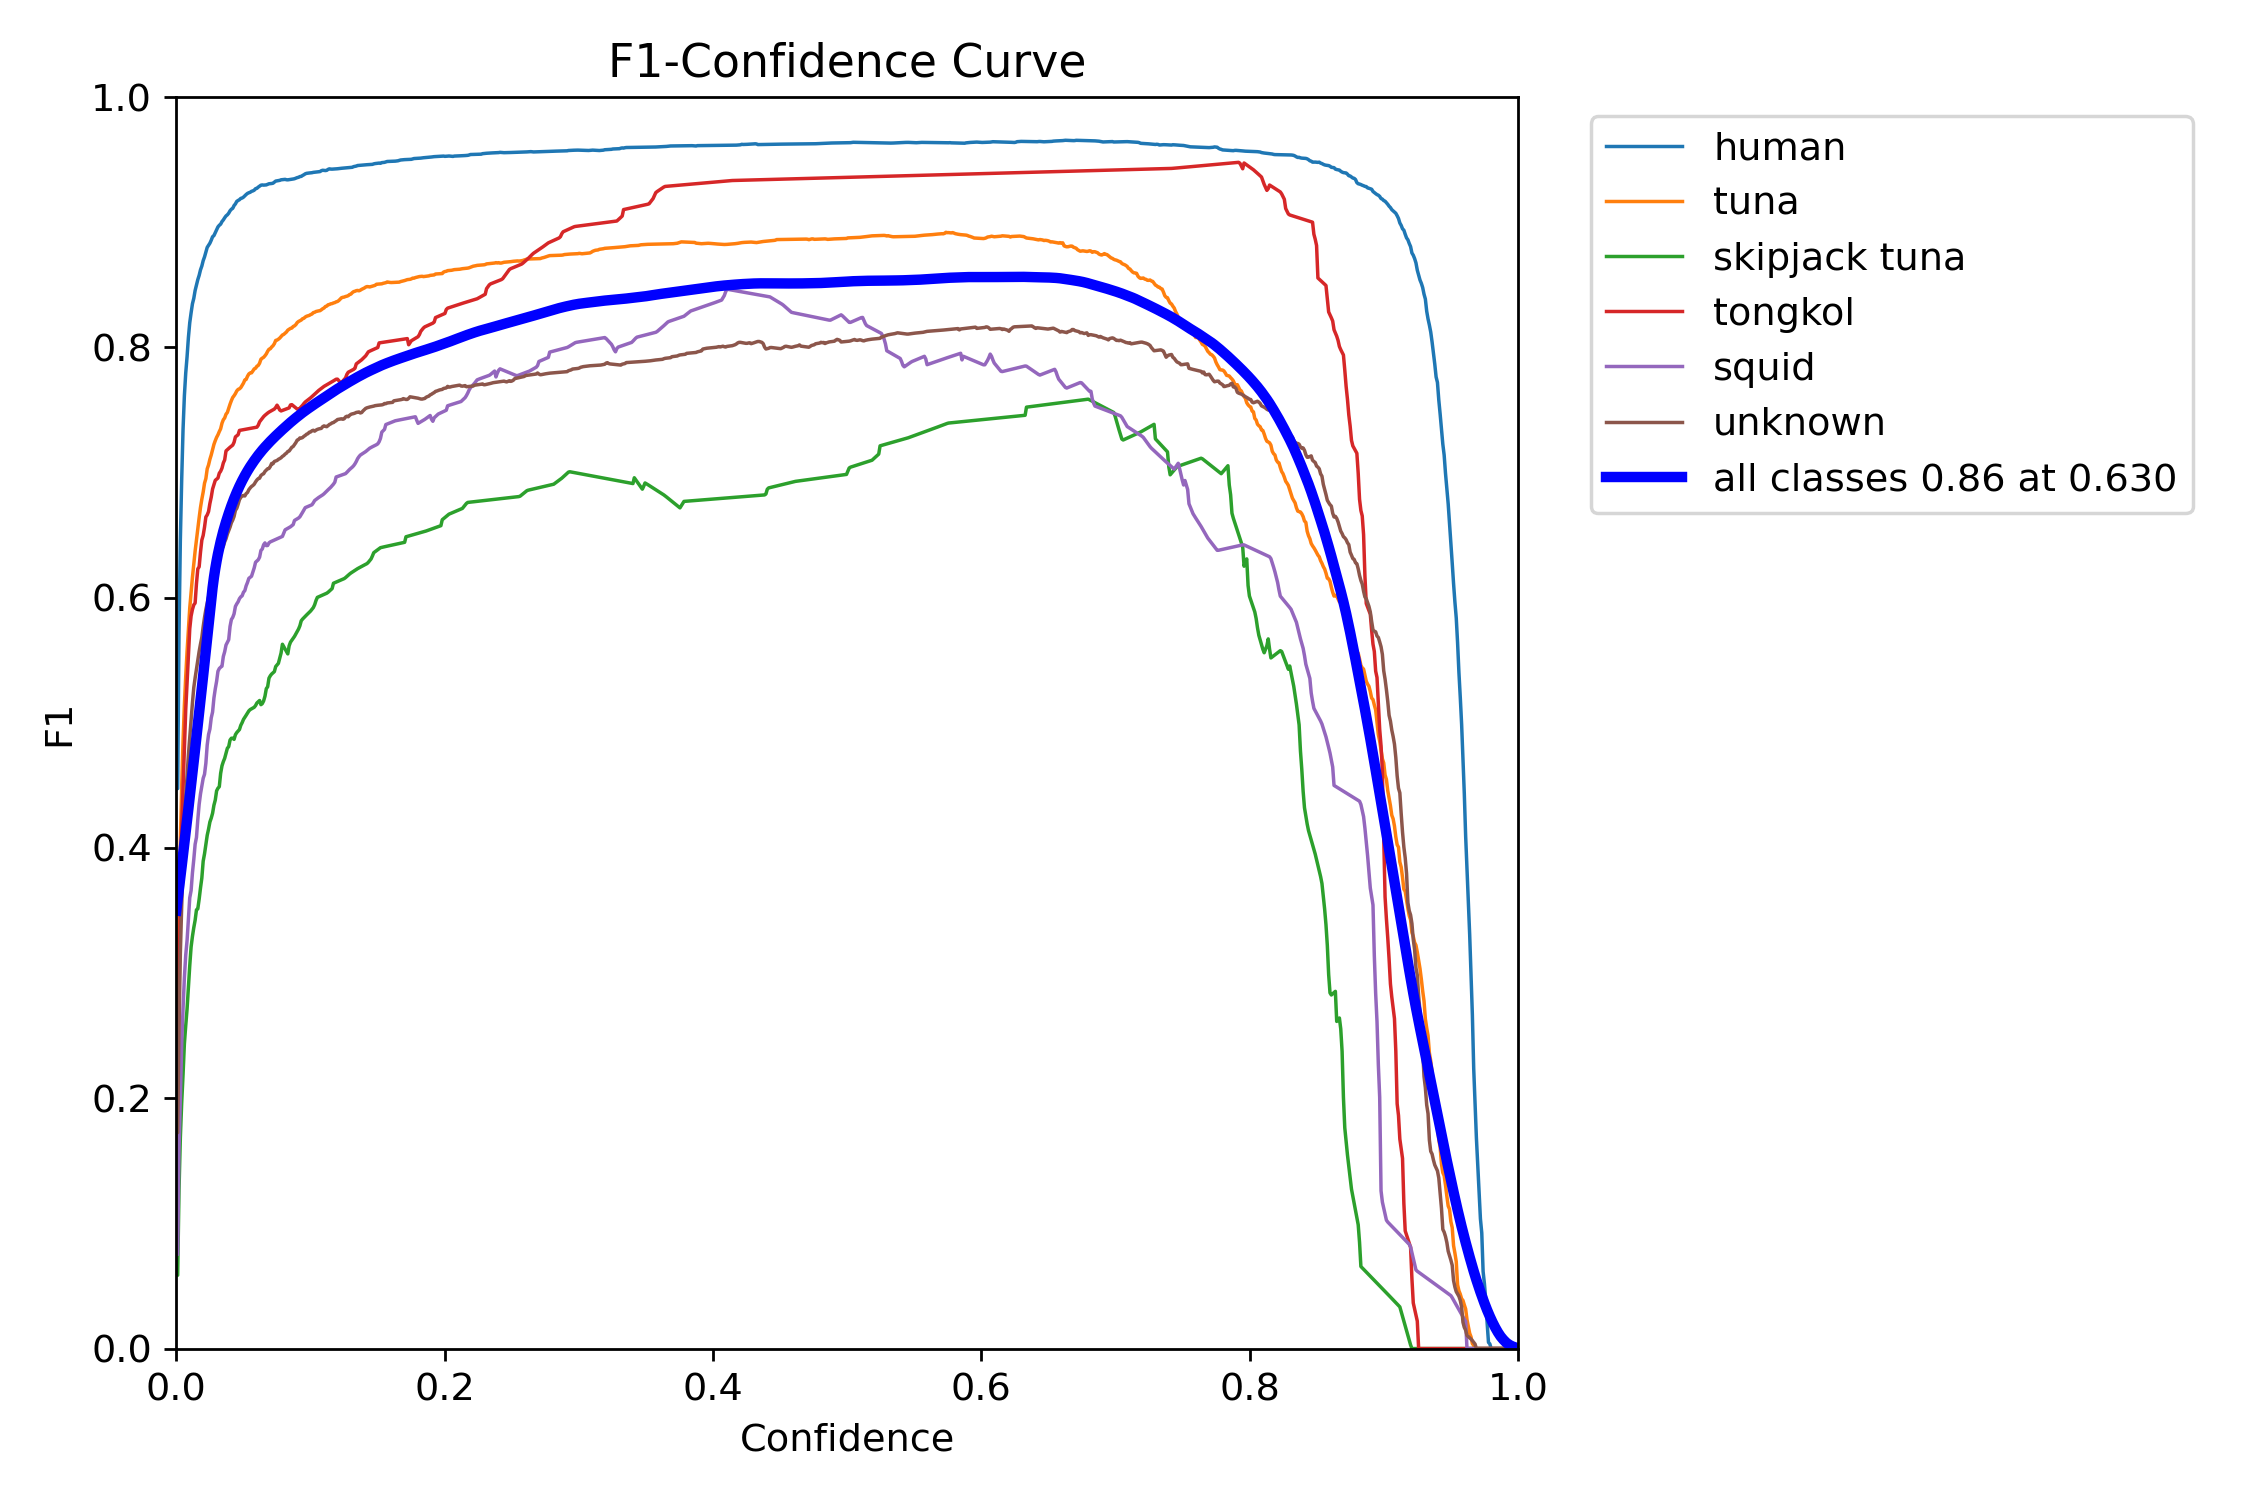 F1-Confidence Curve
1.0
0.8
0.6
0.4
0.2
0.0
F1
0.0 0.2 0.4 0.6 0.8 1.0
Confidence
human
tuna
skipjack tuna
tongkol
squid
unknown
all classes 0.86 at 0.630